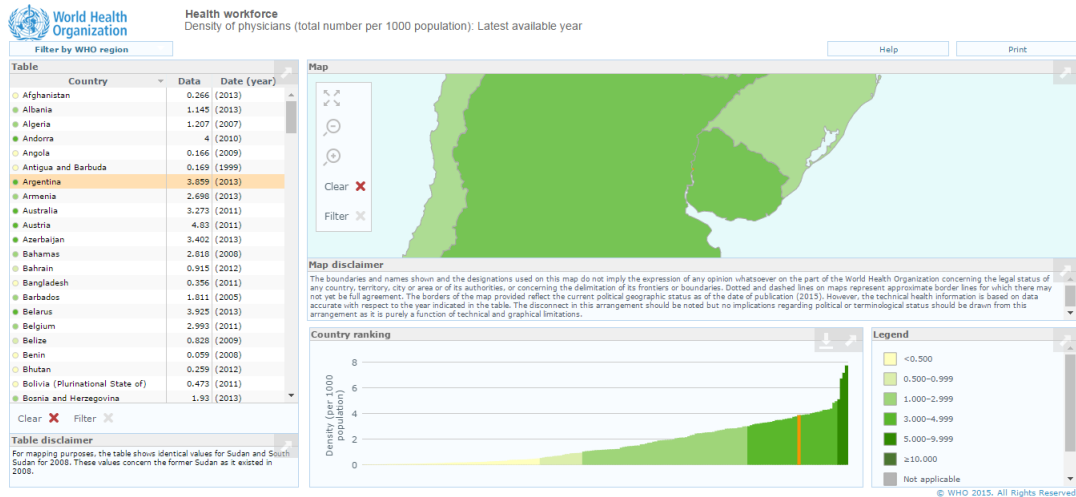 World Health
Organization
Health workforce
Density of physicians (total number per 1000 population): Latest available year
Filter by WHO region
Help
Print
Table
Country Data Date (year)
Afghanistan 0.266 (2013)
Albania 1.145 (2013)
Algeria 1.207 (2007)
Andorra 4 (2010)
Angola 0.166 (2009)
Antigua and Barbuda 0.169 (1999)
Argentina 3.859 (2013)
Armenia 2.698 (2013)
Australia 3.273 (2011)
Austria 4.83 (2011)
Azerbaijan 3.402 (2013)
Bahamas 2.818 (2008)
Bahrain 0.915 (2012)
Bangladesh 0.356 (2011)
Barbados 1.811 (2005)
Belarus 3.925 (2013)
Belgium 2.993 (2011)
Belize 0.828 (2009)
Benin 0.059 (2008)
Bhutan 0.259 (2012)
Bolivia (Plurinational State of) 0.473 (2011)
Bosnia and Herzegovina 1.93 (2013)
Clear
Filter
Table disclaimer
For mapping purposes, the table shows identical values for Sudan and South
Sudan for 2008. These values concern the former Sudan as it existed in
2008.
Map
Clear
Filter
Map disclaimer
The boundaries and names shown and the designations used on this map do not imply the expression of any opinion whatsoever on the part of the World Health Organization concerning the legal status of
any country, territory, city or area or of its authorities, or concerning the delimitation of its frontiers or boundaries. Dotted and dashed lines on maps represent approximate border lines for which there may
not yet be full agreement. The borders of the map provided reflect the current political geographic status as of the date of publication (2015). However, the technical health information is based on data
accurate with respect to the year indicated in the table. The disconnect in this arrangement should be noted but no implications regarding political or terminological status should be drawn from this
arrangement as it is purely a function of technical and graphical limitations.
Country ranking
Density (per 1000
population)
8
6
4
2
0
Legend
<0.500
0.500–0.999
1.000–2.999
3.000–4.999
5.000–9.999
≥10.000
Not applicable
© WHO 2015. All Rights Reserved